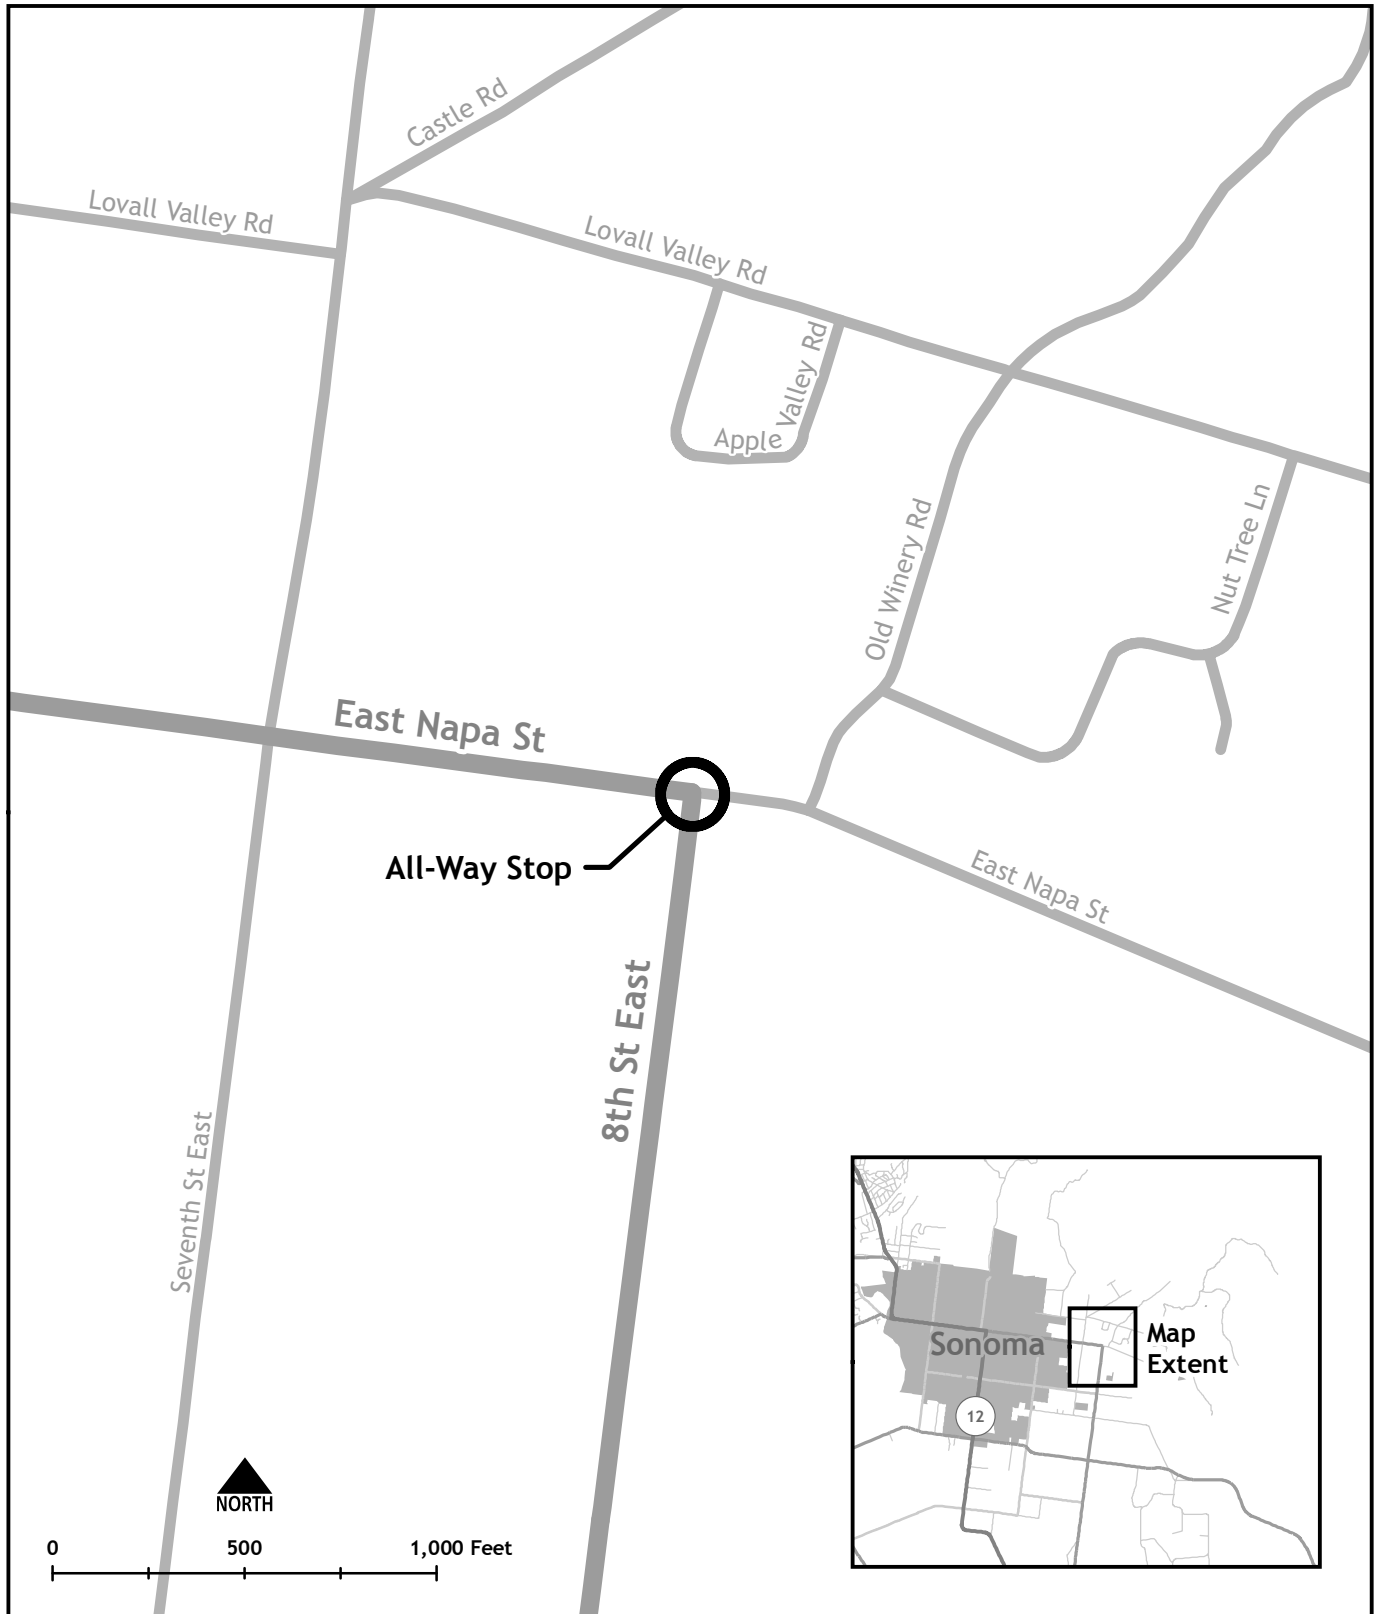 Castle Rd
Lovall Valley Rd
Lovall Valley Rd
Apple Valley Rd
Old Winery Rd
Nut Tree Ln
East Napa St
All-Way Stop
East Napa St
8th St East
Seventh St East
Sonoma
Map
Extent
12
NORTH
0 500 1,000 Feet